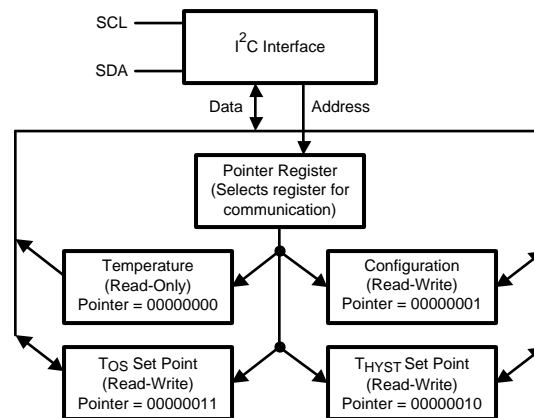 SCL
I²C Interface
SDA
Data
Address
Pointer Register
(Selects register for
communication)
Temperature
(Read-Only)
Pointer = 00000000
Configuration
(Read-Write)
Pointer = 00000001
TOS Set Point
(Read-Write)
Pointer = 00000011
THYST Set Point
(Read-Write)
Pointer = 00000010